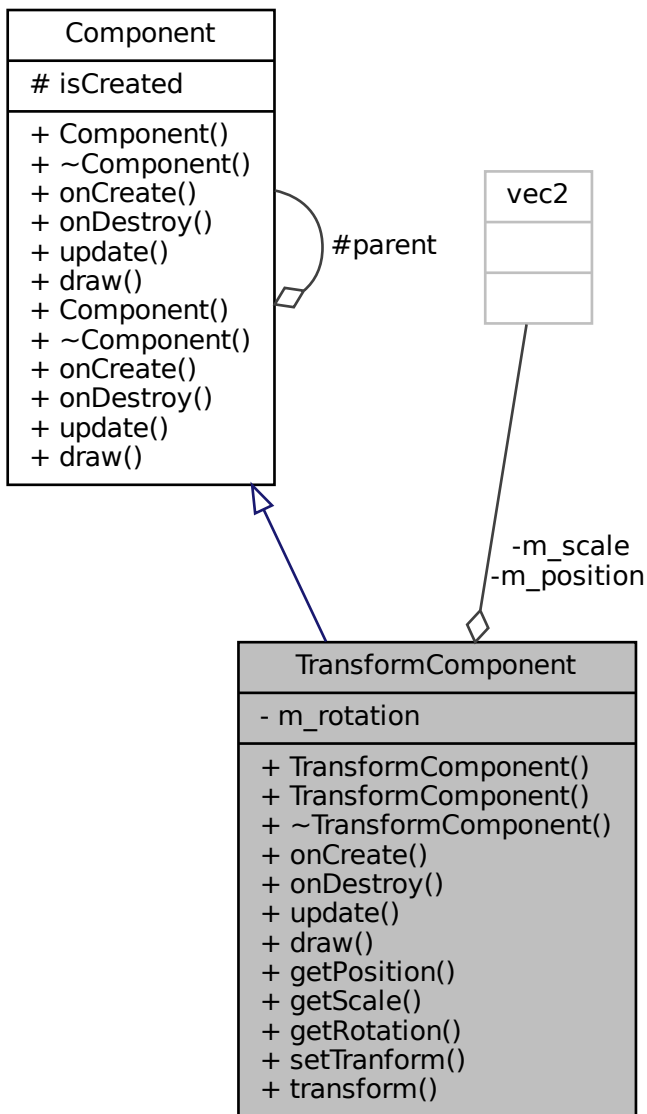 Component
# isCreated
+ Component()
+ ~Component()
+ onCreate()
+ onDestroy()
+ update()
+ draw()
+ Component()
+ ~Component()
+ onCreate()
+ onDestroy()
+ update()
+ draw()
#parent
vec2
-m_scale
-m_position
TransformComponent
- m_rotation
+ TransformComponent()
+ TransformComponent()
+ ~TransformComponent()
+ onCreate()
+ onDestroy()
+ update()
+ draw()
+ getPosition()
+ getScale()
+ getRotation()
+ setTranform()
+ transform()